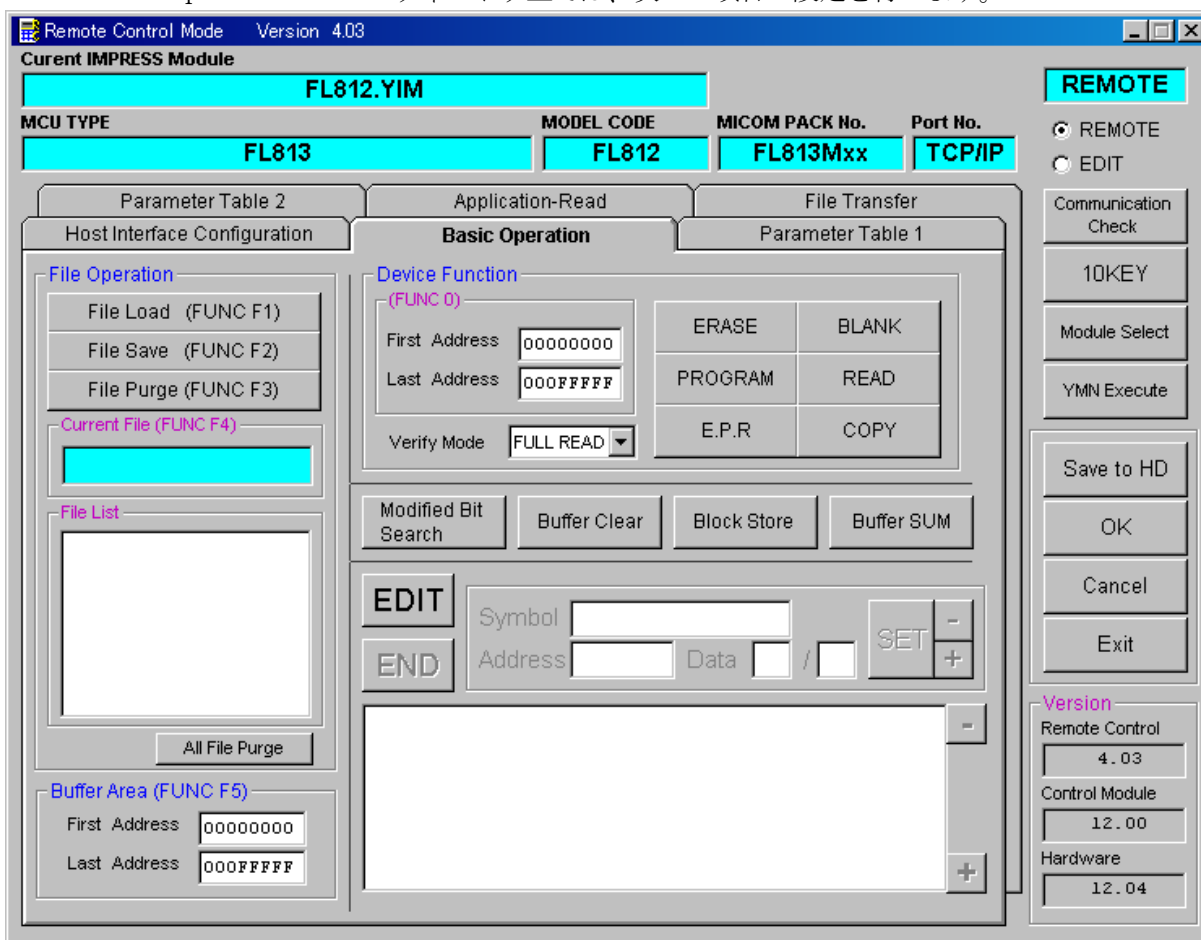 Remote Control Mode Version 4.03
Curent IMPRESS Module
FL812.YIM
REMOTE
MCU TYPE
MODEL CODE
MICOM PACK No.
Port No.
FL813
FL812
FL813Mxx
TCP/IP
REMOTE
EDIT
Parameter Table 2
Application-Read
File Transfer
Host Interface Configuration
Basic Operation
Parameter Table 1
Communication
Check
10KEY
Module Select
YMN Execute
File Operation
File Load (FUNC F1)
File Save (FUNC F2)
File Purge (FUNC F3)
Current File (FUNC F4)
File List
All File Purge
Buffer Area (FUNC F5)
First Address 00000000
Last Address 000FFFFF
Device Function
(FUNC 0)
First Address 00000000
Last Address 000FFFFF
Verify Mode FULL READ
ERASE
BLANK
PROGRAM
READ
E.P.R
COPY
Modified Bit
Search
Buffer Clear
Block Store
Buffer SUM
EDIT
END
Symbol
Address
Data
/
SET
-
+
-
+
Save to HD
OK
Cancel
Exit
Version
Remote Control
4.03
Control Module
12.00
Hardware
12.04